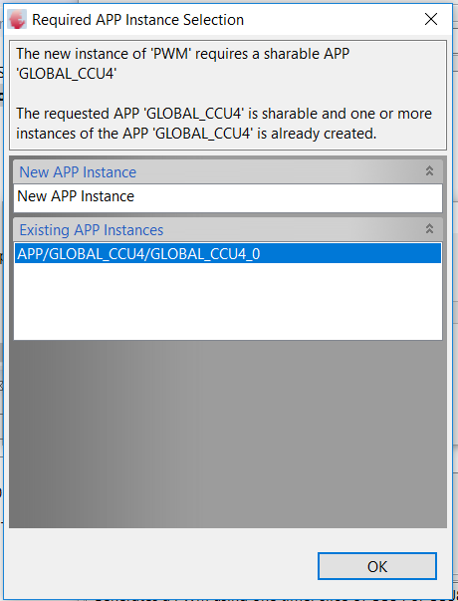 Required APP Instance Selection
The new instance of 'PWM' requires a sharable APP
'GLOBAL_CCU4'
The requested APP 'GLOBAL_CCU4' is sharable and one or more
instances of the APP 'GLOBAL_CCU4' is already created.
New APP Instance
New APP Instance
Existing APP Instances
APP/GLOBAL_CCU4/GLOBAL_CCU4_0
OK